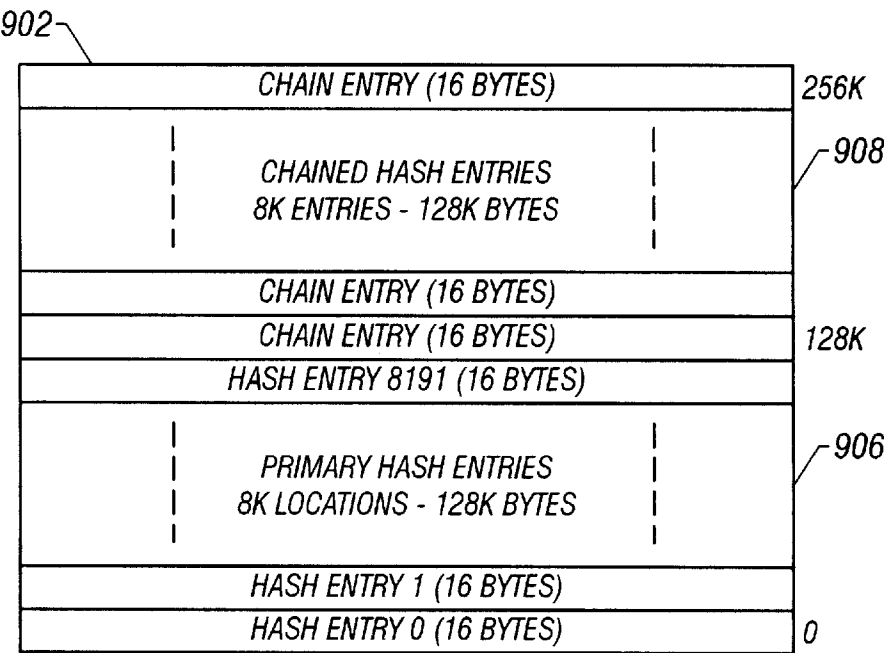 902
CHAIN ENTRY (16 BYTES)
256K
908
CHAINED HASH ENTRIES
8K ENTRIES - 128K BYTES
CHAIN ENTRY (16 BYTES)
CHAIN ENTRY (16 BYTES)
128K
HASH ENTRY 8191 (16 BYTES)
906
PRIMARY HASH ENTRIES
8K LOCATIONS - 128K BYTES
HASH ENTRY 1 (16 BYTES)
HASH ENTRY 0 (16 BYTES)
0